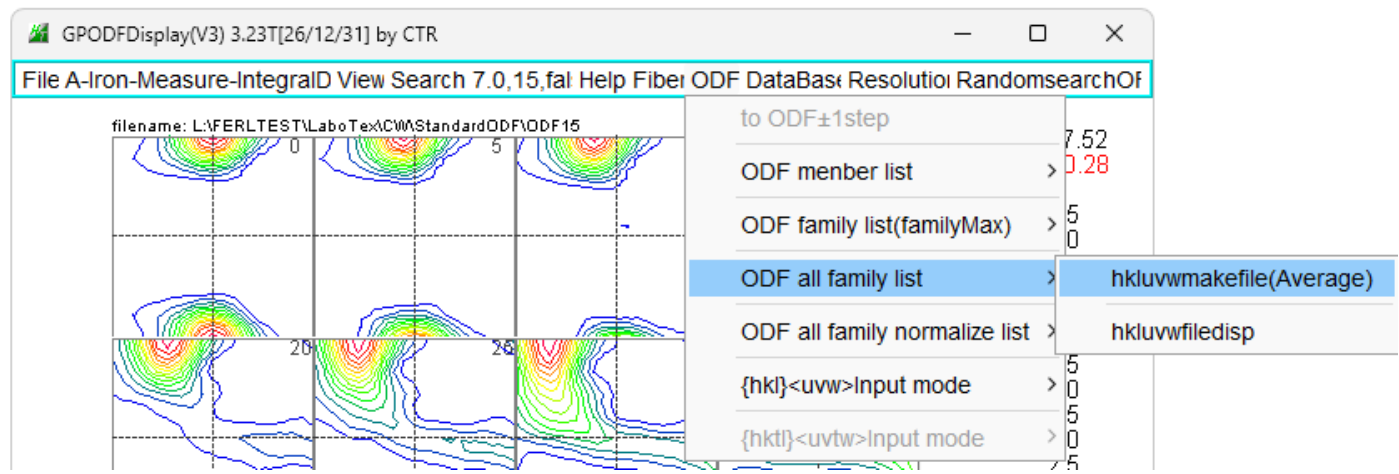 GPODFDisplay(V3) 3.23T[26/12/31] by CTR
File A-Iron-Measure-IntegralD View Search 7.0,15,fal Help Fiber ODF DataBase Resolution RandomsearchOF
filename: L:\FERLTEST\LaboTex\CW\StandardODF\ODF15
0
5
7.52
0.28
to ODF±1step
ODF menber list
ODF family list(familyMax)
5
0
ODF all family list
hkluvwmakefile(Average)
20
25
ODF all family normalize list
hkluvwfiledisp
5
{hkl}<uvw>Input mode
0
5
{hktl}<uvtw>Input mode
0
25